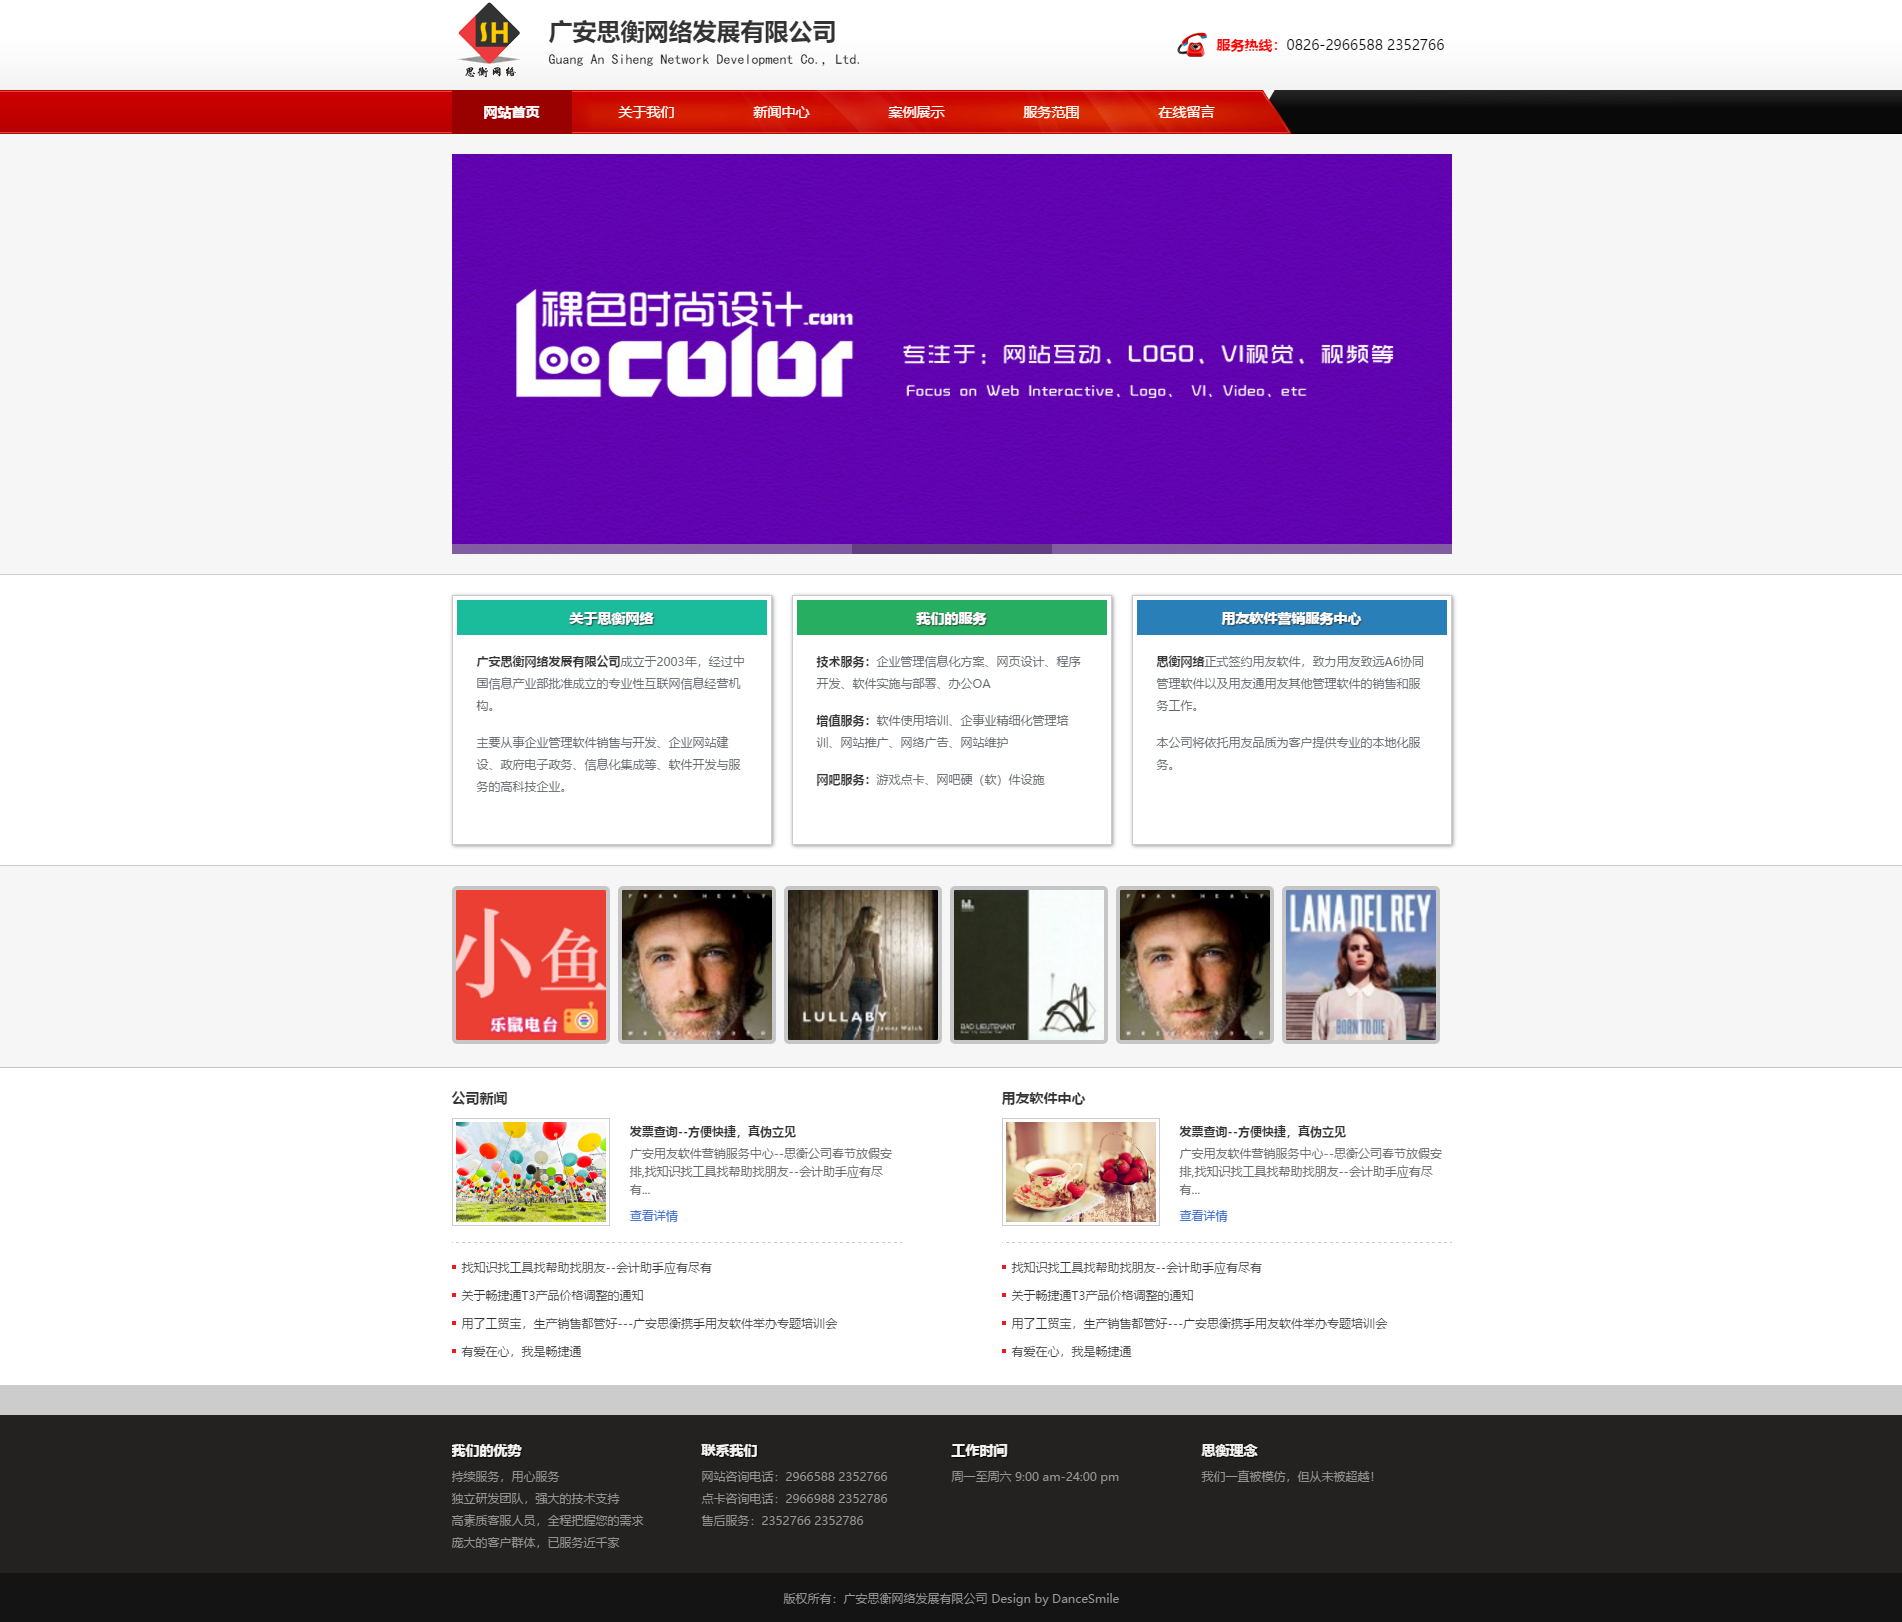 SH
思衡网络
广安思衡网络发展有限公司
Guang An Siheng Network Development Co., Ltd.
服务热线：0826-2966588 2352766
网站首页 关于我们 新闻中心 案例展示 服务范围 在线留言
裸色时尚设计.com
Loocolor
专注于：网站互动、LOGO、VI视觉、视频等
Focus on Web Interactive、Logo、 VI、Video、etc
关于思衡网络
广安思衡网络发展有限公司成立于2003年，经过中
国信息产业部批准成立的专业性互联网信息经营机
构。
主要从事企业管理软件销售与开发、企业网站建
设、政府电子政务、信息化集成等、软件开发与服
务的高科技企业。
我们的服务
技术服务：企业管理信息化方案、网页设计、程序
开发、软件实施与部署、办公OA
增值服务：软件使用培训、企事业精细化管理培
训、网站推广、网络广告、网站维护
网吧服务：游戏点卡、网吧硬（软）件设施
用友软件营销服务中心
思衡网络正式签约用友软件，致力用友致远A6协同
管理软件以及用友通用友其他管理软件的销售和服
务工作。
本公司将依托用友品质为客户提供专业的本地化服
务。
小鱼
乐鼠电台
FRAN HEALY
WRECKORDER
LULLABY
James Walsh
BAD LIEUTENANT
FRAN HEALY
WRECKORDER
LANA DEL REY
BORN TO DIE
公司新闻
发票查询--方便快捷，真伪立见
广安用友软件营销服务中心--思衡公司春节放假安
排,找知识找工具找帮助找朋友--会计助手应有尽
有...
查看详情
找知识找工具找帮助找朋友--会计助手应有尽有
关于畅捷通T3产品价格调整的通知
用了工贸宝，生产销售都管好---广安思衡携手用友软件举办专题培训会
有爱在心，我是畅捷通
用友软件中心
发票查询--方便快捷，真伪立见
广安用友软件营销服务中心--思衡公司春节放假安
排,找知识找工具找帮助找朋友--会计助手应有尽
有...
查看详情
找知识找工具找帮助找朋友--会计助手应有尽有
关于畅捷通T3产品价格调整的通知
用了工贸宝，生产销售都管好---广安思衡携手用友软件举办专题培训会
有爱在心，我是畅捷通
我们的优势
持续服务，用心服务
独立研发团队，强大的技术支持
高素质客服人员，全程把握您的需求
庞大的客户群体，已服务近千家
联系我们
网站咨询电话：2966588 2352766
点卡咨询电话：2966988 2352786
售后服务：2352766 2352786
工作时间
周一至周六 9:00 am-24:00 pm
思衡理念
我们一直被模仿，但从未被超越！
版权所有：广安思衡网络发展有限公司 Design by DanceSmile